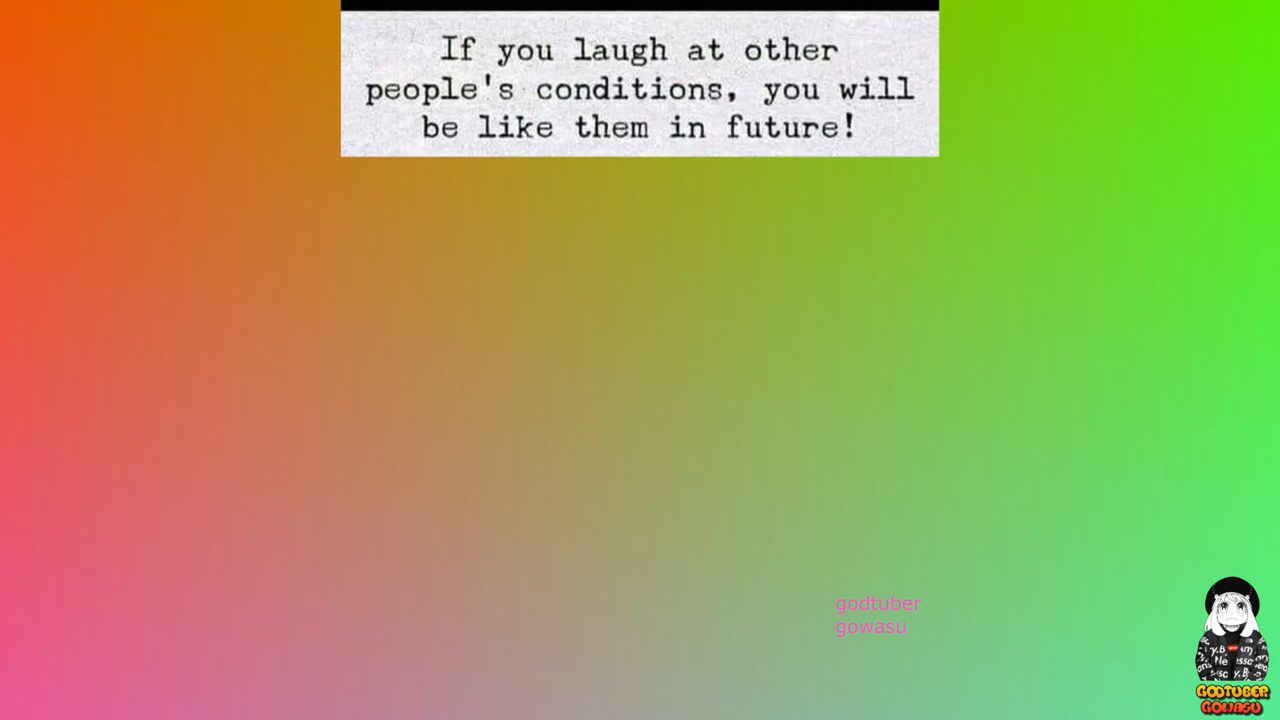 If you laugh at other
people's conditions, you will
be like them in future!
godtuber
gowasu
GODTUBER
GOWASU